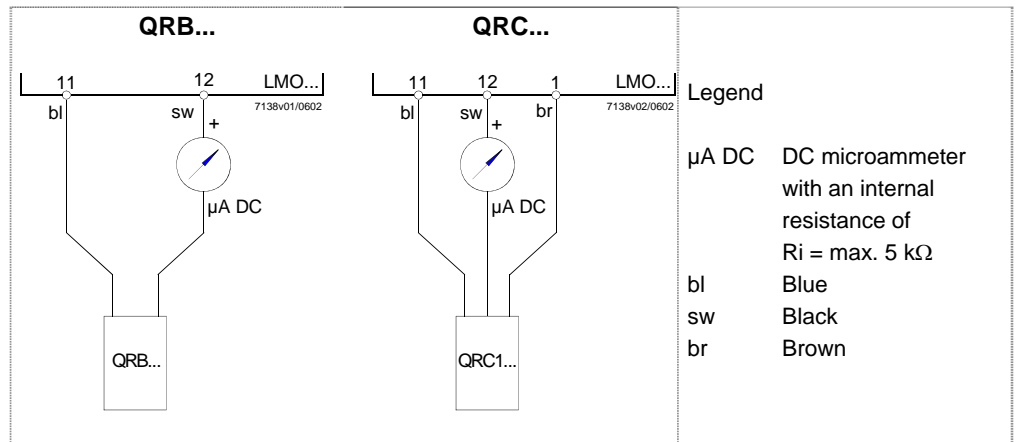 QRB...
11
12
LMO...
7138v01/0602
bl
sw
+
µA DC
QRB...
QRC...
11
12
1
LMO...
7138v02/0602
bl
sw
br
+
µA DC
QRC1...
Legend
µA DC DC microammeter
with an internal
resistance of
Ri = max. 5 kΩ
bl Blue
sw Black
br Brown